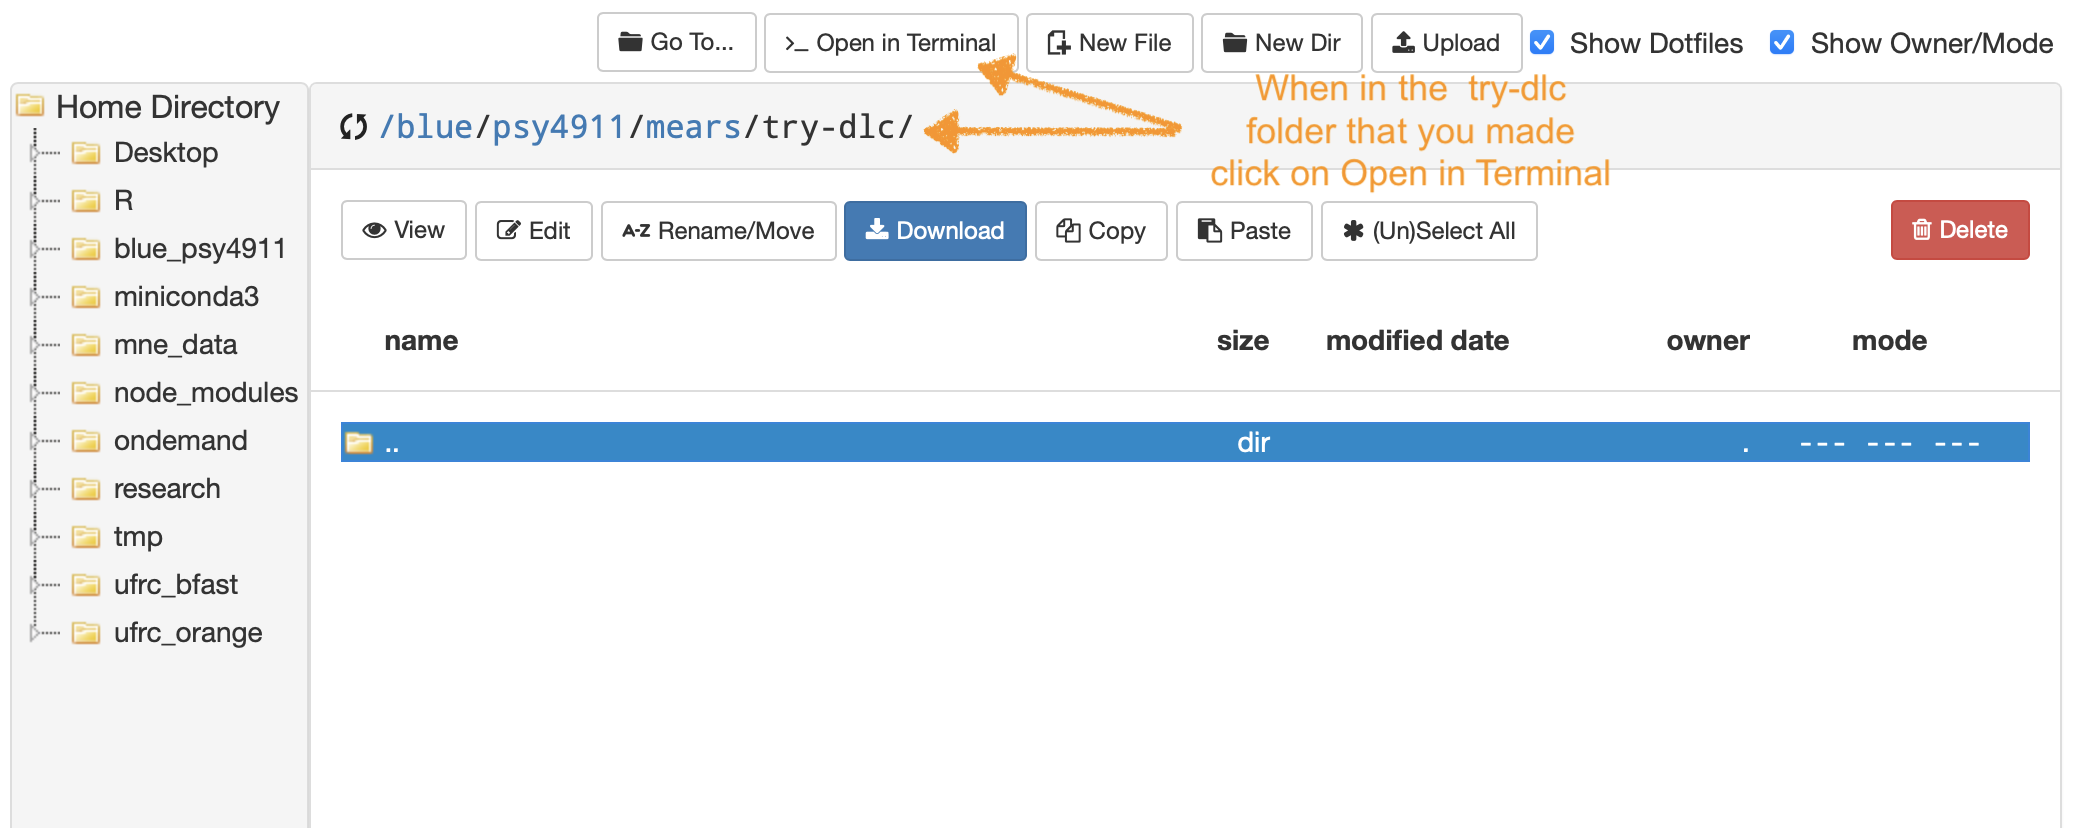 Go To...
>_ Open in Terminal
New File
New Dir
Upload
Show Dotfiles
Show Owner/Mode
Home Directory
Desktop
R
blue_psy4911
miniconda3
mne_data
node_modules
ondemand
research
tmp
ufrc_bfast
ufrc_orange
/blue/psy4911/mears/try-dlc/
When in the try-dlc
folder that you made
click on Open in Terminal
View
Edit
A-Z Rename/Move
Download
Copy
Paste
(Un)Select All
Delete
name size modified date owner mode
.. dir . --- --- ---